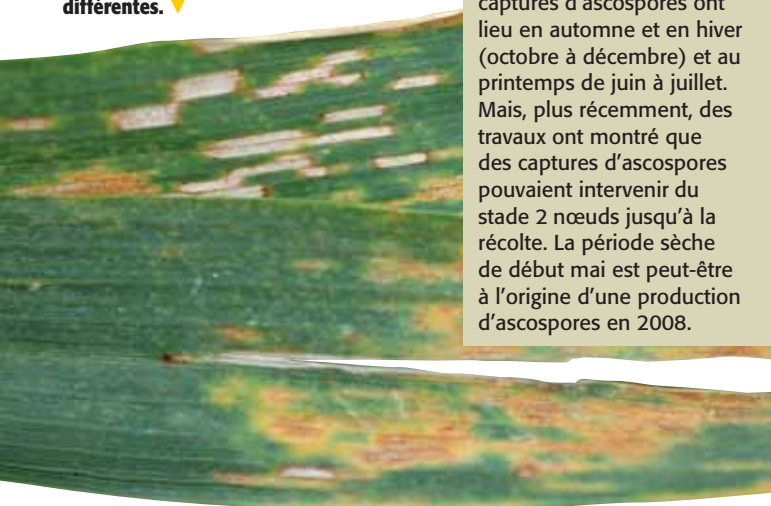 différentes.
captures d'ascospores ont
lieu en automne et en hiver
(octobre à décembre) et au
printemps de juin à juillet.
Mais, plus récemment, des
travaux ont montré que
des captures d'ascospores
pouvaient intervenir du
stade 2 nœuds jusqu'à la
récolte. La période sèche
de début mai est peut-être
à l'origine d'une production
d'ascospores en 2008.